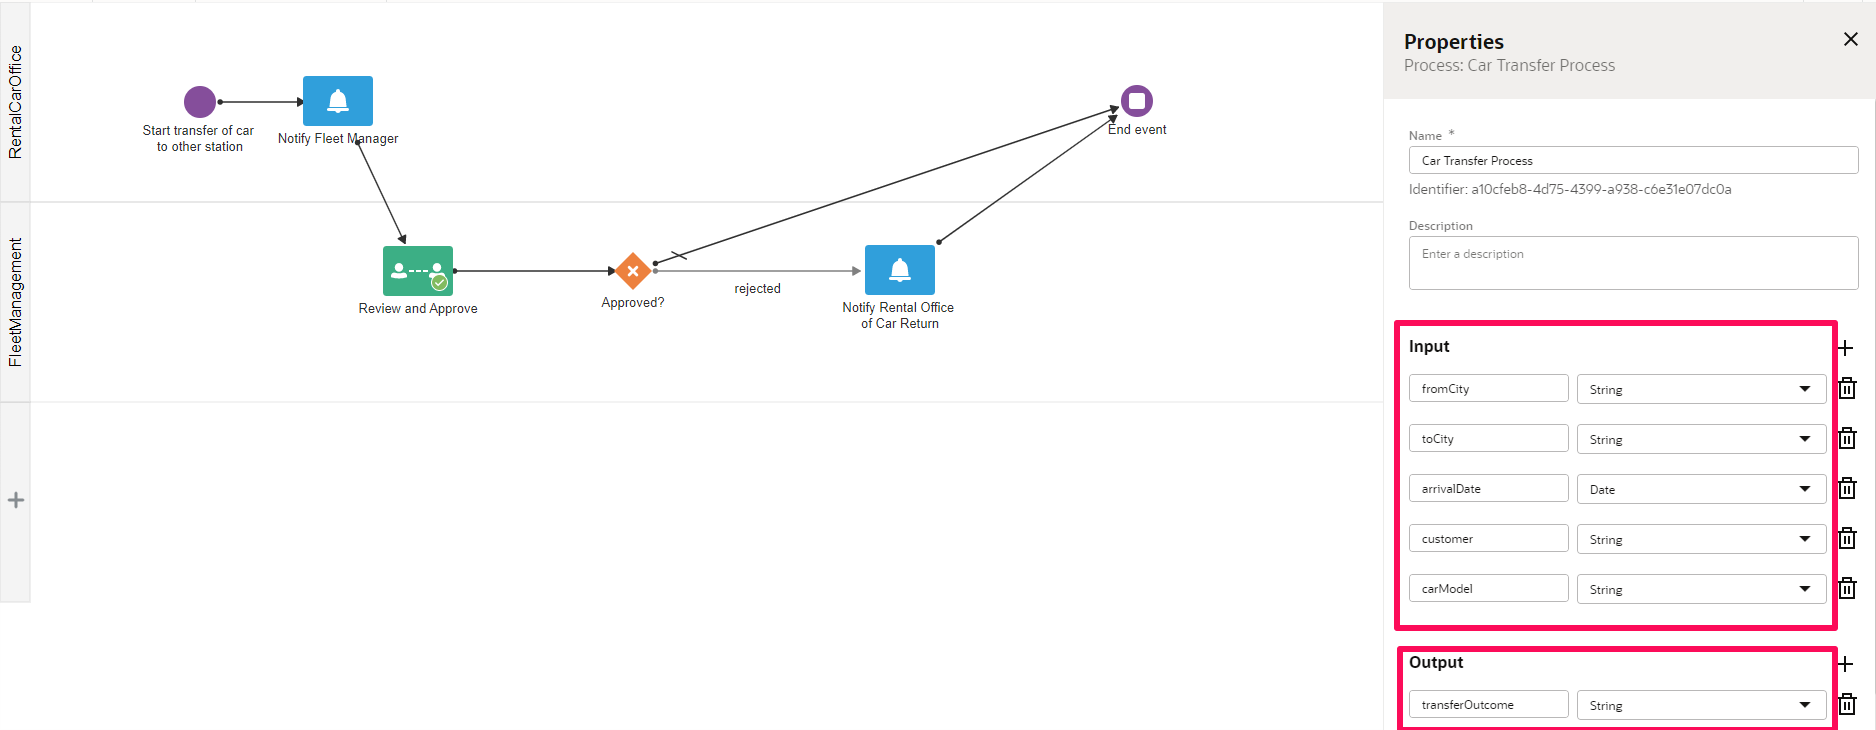 RentalCarOffice
Start transfer of car
to other station
Notify Fleet Manager
End event
FleetManagement
Review and Approve
Approved?
rejected
Notify Rental Office
of Car Return
Properties
Process: Car Transfer Process
Name *
Car Transfer Process
Identifier: a10cfeb8-4d75-4399-a938-c6e31e07dc0a
Description
Enter a description
Input
fromCity String
toCity String
arrivalDate Date
customer String
carModel String
Output
transferOutcome String